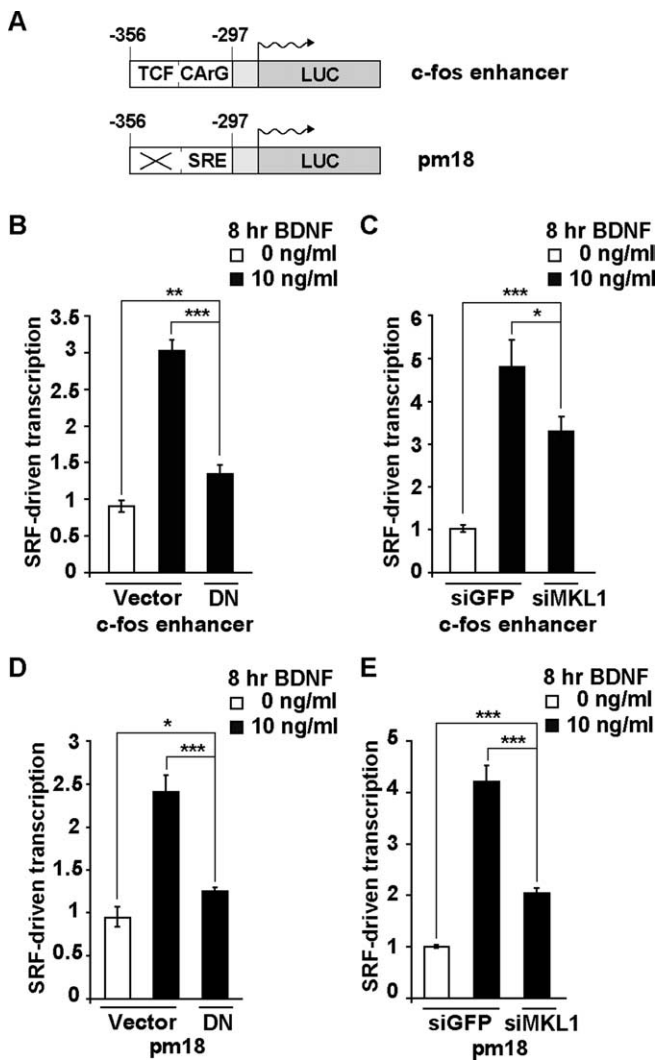 A
-356 -297
TCF CArG LUC c-fos enhancer
-356 -297
SRE LUC pm18
B
8 hr BDNF
0 ng/ml
10 ng/ml
**
***
SRF-driven transcription
3.5
3
2.5
2
1.5
1
0.5
0
Vector DN
c-fos enhancer
C
8 hr BDNF
0 ng/ml
10 ng/ml
***
*
SRF-driven transcription
6
5
4
3
2
1
0
siGFP siMKL1
c-fos enhancer
D
8 hr BDNF
0 ng/ml
10 ng/ml
*
***
SRF-driven transcription
3
2.5
2
1.5
1
0.5
0
Vector DN
pm18
E
8 hr BDNF
0 ng/ml
10 ng/ml
***
***
SRF-driven transcription
5
4
3
2
1
0
siGFP siMKL1
pm18